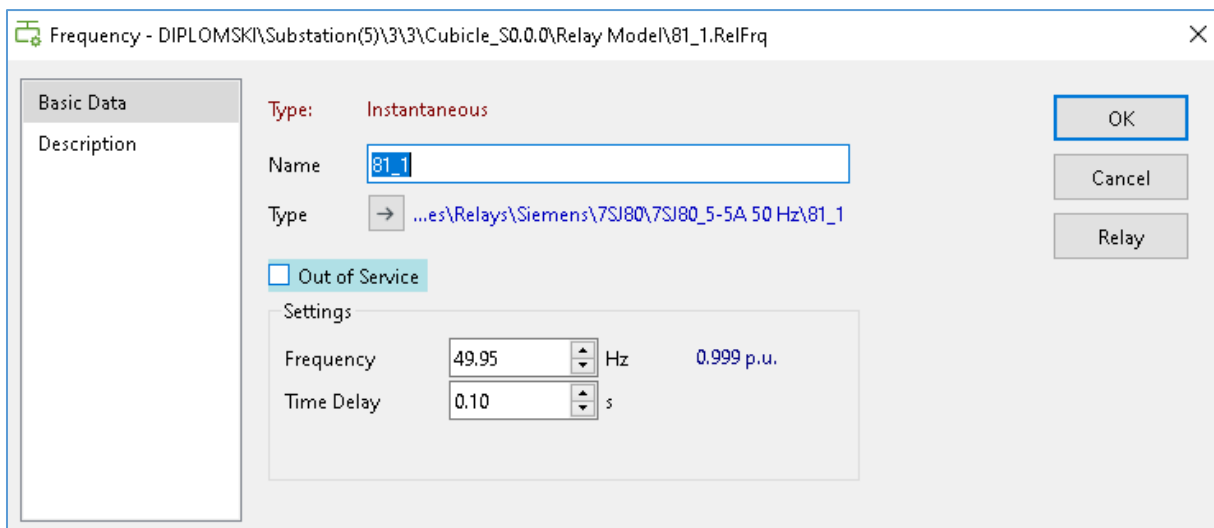 Frequency - DIPLOMSKI\Substation(5)\3\3\Cubicle_S0.0.0\Relay Model\81_1.RelFrq
Basic Data
Description
Type: Instantaneous
Name 81_1
Type ...es\Relays\Siemens\7SJ80\7SJ80_5-5A 50 Hz\81_1
Out of Service
Settings
Frequency 49.95 Hz 0.999 p.u.
Time Delay 0.10 s
OK
Cancel
Relay